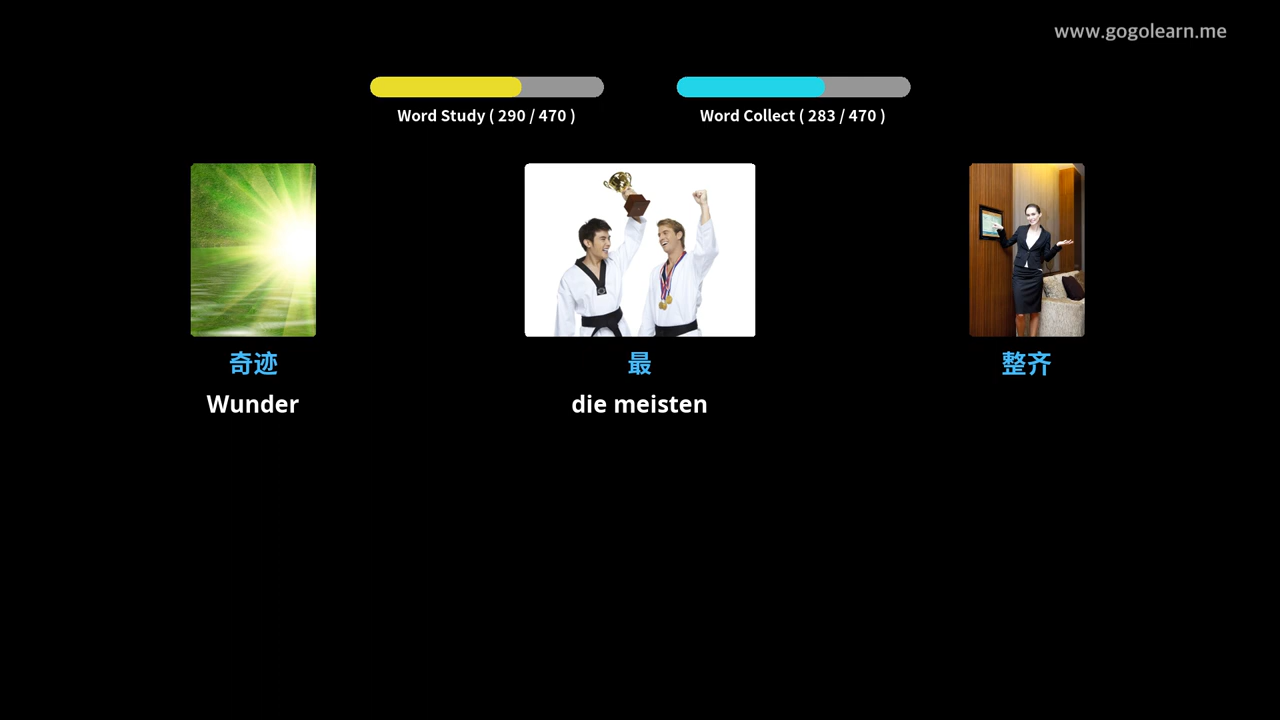 www.gogolearn.me
Word Study ( 290 / 470 )
Word Collect ( 283 / 470 )
奇迹
最
整齐
Wunder
die meisten